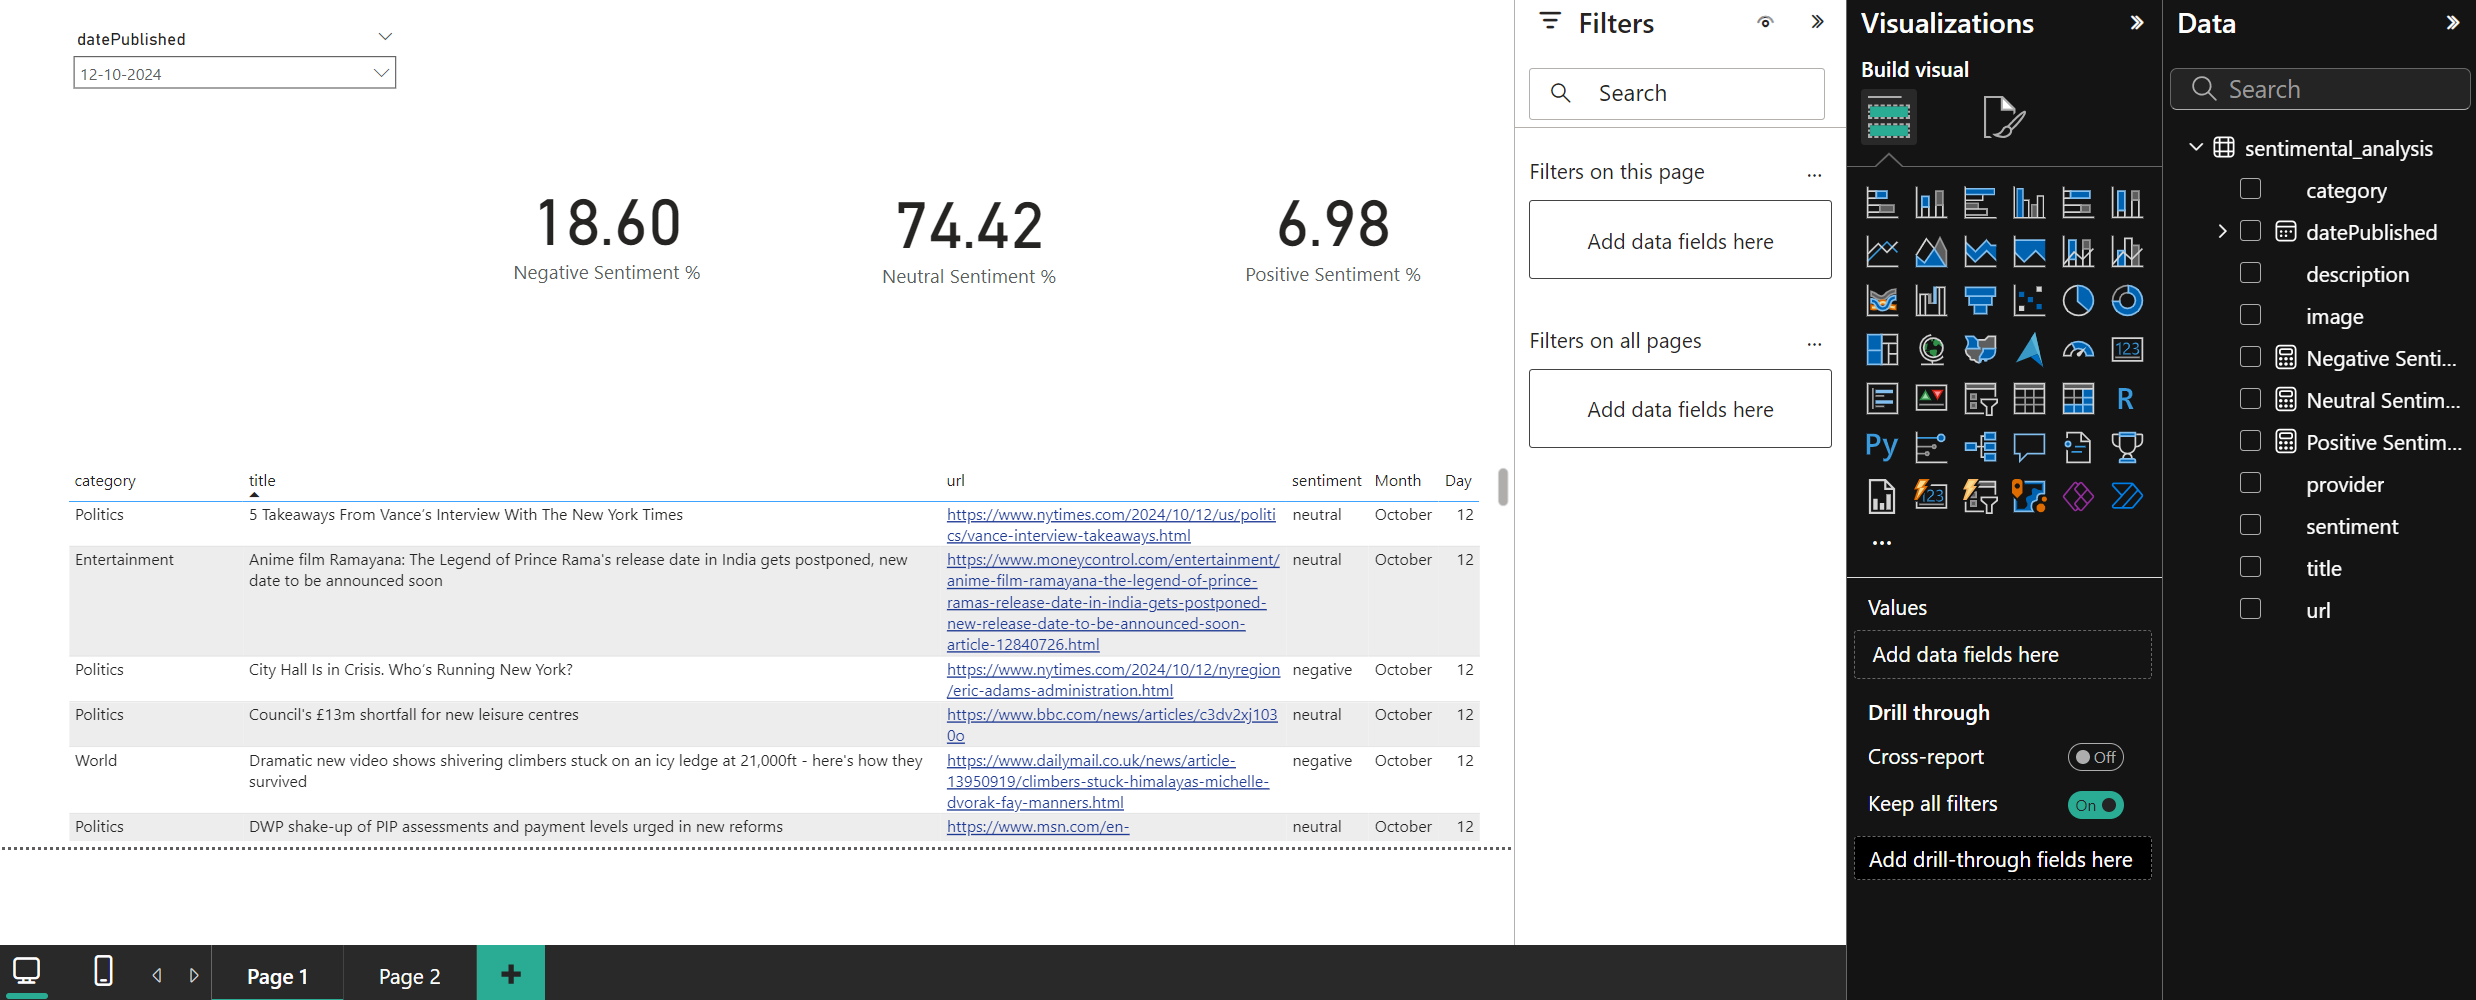 datePublished
12-10-2024
18.60
Negative Sentiment %
74.42
Neutral Sentiment %
6.98
Positive Sentiment %
category title url sentiment Month Day
Politics 5 Takeaways From Vance's Interview With The New York Times https://www.nytimes.com/2024/10/12/us/politi neutral October 12
cs/vance-interview-takeaways.html
Entertainment Anime film Ramayana: The Legend of Prince Rama's release date in India gets postponed, new https://www.moneycontrol.com/entertainment/ neutral October 12
date to be announced soon anime-film-ramayana-the-legend-of-prince-
ramas-release-date-in-india-gets-postponed-
new-release-date-to-be-announced-soon-
article-12840726.html
Politics City Hall Is in Crisis. Who's Running New York? https://www.nytimes.com/2024/10/12/nyregion negative October 12
/eric-adams-administration.html
Politics Council's £13m shortfall for new leisure centres https://www.bbc.com/news/articles/c3dv2xj103 neutral October 12
0o
World Dramatic new video shows shivering climbers stuck on an icy ledge at 21,000ft - here's how they https://www.dailymail.co.uk/news/article- negative October 12
survived 13950919/climbers-stuck-himalayas-michelle-
dvorak-fay-manners.html
Politics DWP shake-up of PIP assessments and payment levels urged in new reforms https://www.msn.com/en- neutral October 12
Page 1
Page 2
Filters
Search
Filters on this page ...
Add data fields here
Filters on all pages ...
Add data fields here
Visualizations
Build visual
123
R
Py
123
...
Values
Add data fields here
Drill through
Cross-report Off
Keep all filters On
Add drill-through fields here
Data
Search
sentimental_analysis
category
datePublished
description
image
Negative Senti...
Neutral Sentim...
Positive Sentim...
provider
sentiment
title
url